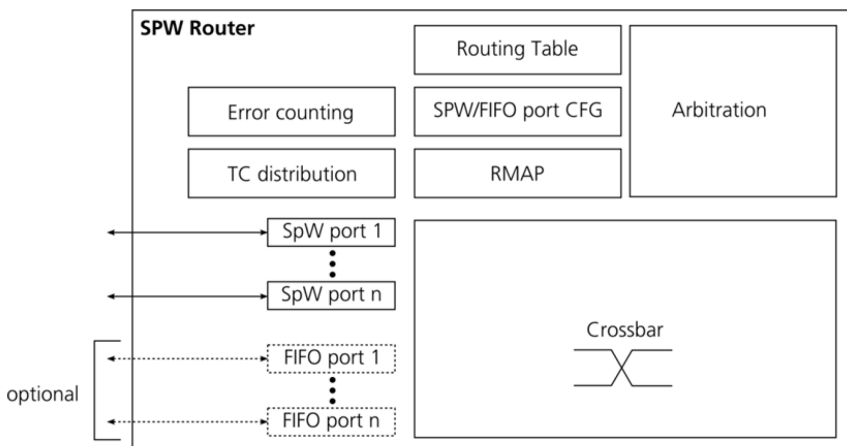 SPW Router
Routing Table
Arbitration
Error counting
SPW/FIFO port CFG
TC distribution
RMAP
SpW port 1
SpW port n
Crossbar
FIFO port 1
optional
FIFO port n